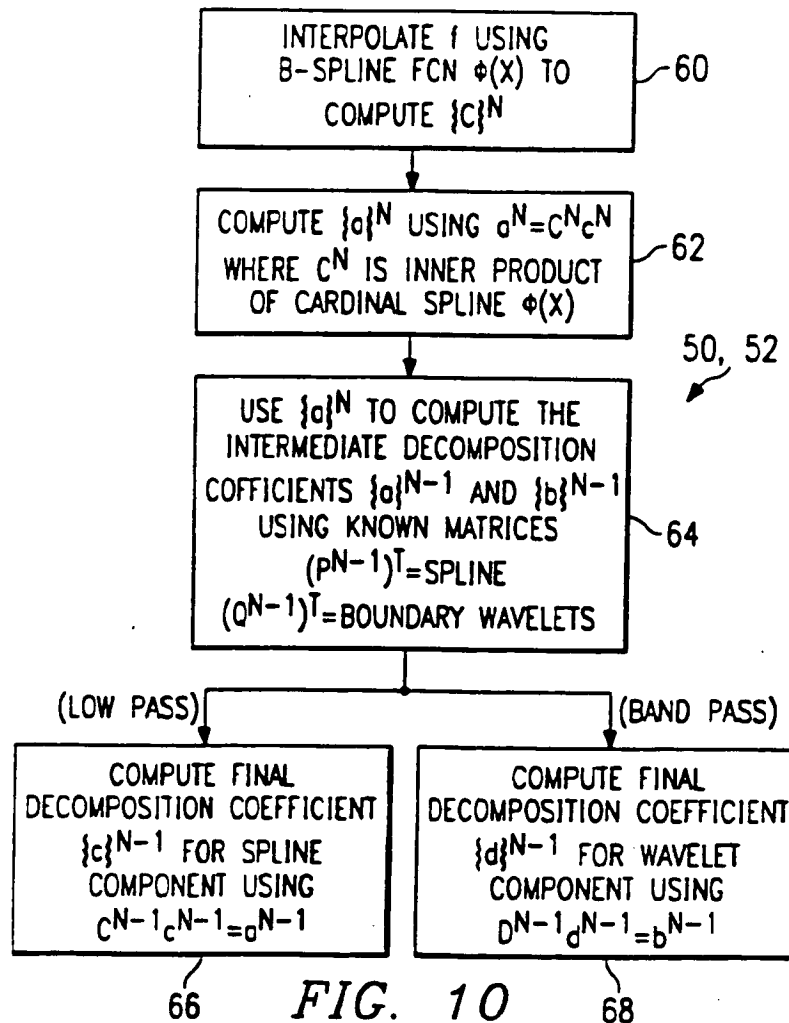 INTERPOLATE f USING
B-SPLINE FCN Φ(X) TO
COMPUTE {C}^N
60
COMPUTE {a}^N USING a^N=C^Nc^N
WHERE C^N IS INNER PRODUCT
OF CARDINAL SPLINE Φ(X)
62
50, 52
USE {a}^N TO COMPUTE THE
INTERMEDIATE DECOMPOSITION
COFFICIENTS {a}^N-1 AND {b}^N-1
USING KNOWN MATRICES
(P^N-1)^T=SPLINE
(Q^N-1)^T=BOUNDARY WAVELETS
64
(LOW PASS)
(BAND PASS)
COMPUTE FINAL
DECOMPOSITION COEFFICIENT
{c}^N-1 FOR SPLINE
COMPONENT USING
C^N-1c^N-1=a^N-1
66
COMPUTE FINAL
DECOMPOSITION COEFFICIENT
{d}^N-1 FOR WAVELET
COMPONENT USING
D^N-1d^N-1=b^N-1
68
FIG. 10